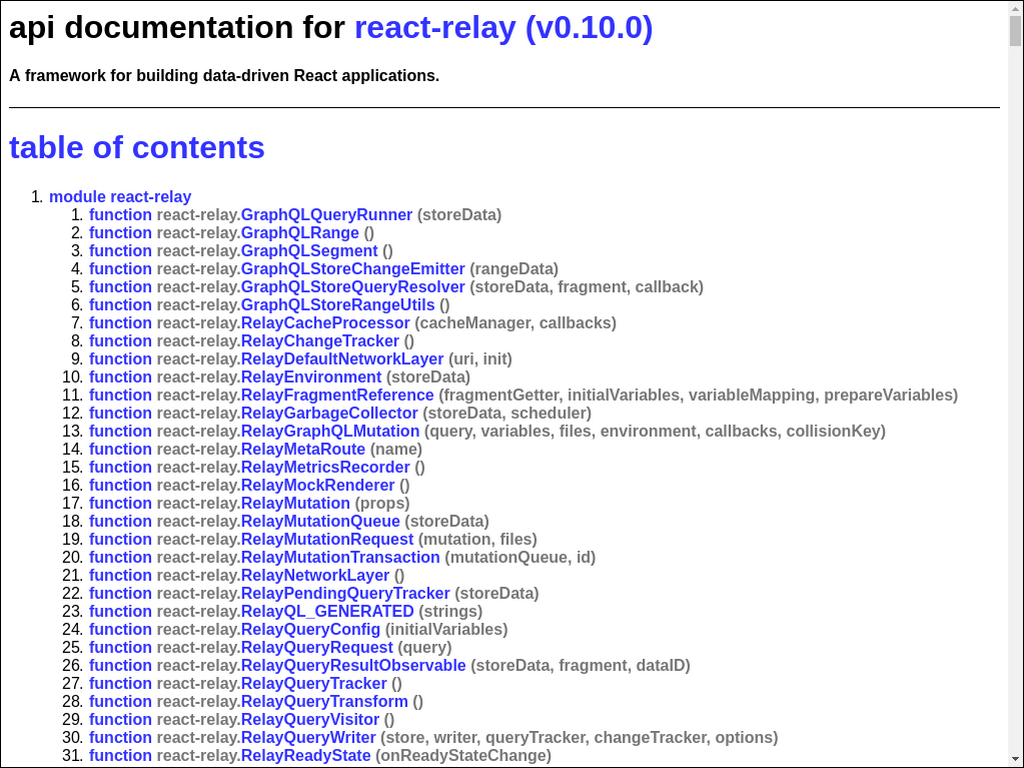 api documentation for react-relay (v0.10.0)
A framework for building data-driven React applications.
table of contents
1. module react-relay
1. function react-relay.GraphQLQueryRunner (storeData)
2. function react-relay.GraphQLRange ()
3. function react-relay.GraphQLSegment ()
4. function react-relay.GraphQLStoreChangeEmitter (rangeData)
5. function react-relay.GraphQLStoreQueryResolver (storeData, fragment, callback)
6. function react-relay.GraphQLStoreRangeUtils ()
7. function react-relay.RelayCacheProcessor (cacheManager, callbacks)
8. function react-relay.RelayChangeTracker ()
9. function react-relay.RelayDefaultNetworkLayer (uri, init)
10. function react-relay.RelayEnvironment (storeData)
11. function react-relay.RelayFragmentReference (fragmentGetter, initialVariables, variableMapping, prepareVariables)
12. function react-relay.RelayGarbageCollector (storeData, scheduler)
13. function react-relay.RelayGraphQLMutation (query, variables, files, environment, callbacks, collisionKey)
14. function react-relay.RelayMetaRoute (name)
15. function react-relay.RelayMetricsRecorder ()
16. function react-relay.RelayMockRenderer ()
17. function react-relay.RelayMutation (props)
18. function react-relay.RelayMutationQueue (storeData)
19. function react-relay.RelayMutationRequest (mutation, files)
20. function react-relay.RelayMutationTransaction (mutationQueue, id)
21. function react-relay.RelayNetworkLayer ()
22. function react-relay.RelayPendingQueryTracker (storeData)
23. function react-relay.RelayQL_GENERATED (strings)
24. function react-relay.RelayQueryConfig (initialVariables)
25. function react-relay.RelayQueryRequest (query)
26. function react-relay.RelayQueryResultObservable (storeData, fragment, dataID)
27. function react-relay.RelayQueryTracker ()
28. function react-relay.RelayQueryTransform ()
29. function react-relay.RelayQueryVisitor ()
30. function react-relay.RelayQueryWriter (store, writer, queryTracker, changeTracker, options)
31. function react-relay.RelayReadyState (onReadyStateChange)